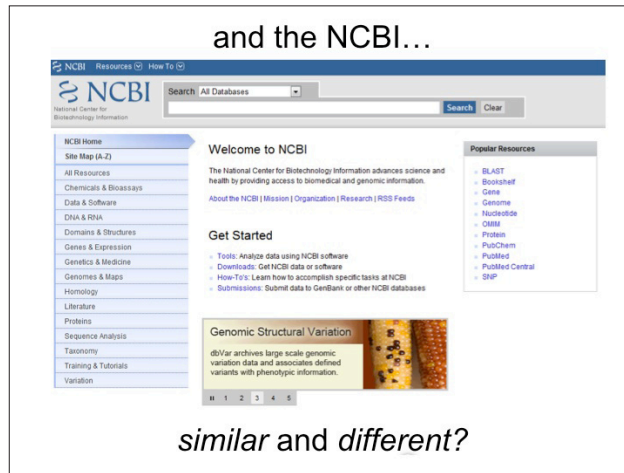 and the NCBI...
NCBI Resources How To
NCBI
National Center for
Biotechnology Information
Search All Databases
Search Clear
NCBI Home
Site Map (A-Z)
All Resources
Chemicals & Bioassays
Data & Software
DNA & RNA
Domains & Structures
Genes & Expression
Genetics & Medicine
Genomes & Maps
Homology
Literature
Proteins
Sequence Analysis
Taxonomy
Training & Tutorials
Variation
Welcome to NCBI
The National Center for Biotechnology Information advances science and
health by providing access to biomedical and genomic information.
About the NCBI | Mission | Organization | Research | RSS Feeds
Get Started
Tools: Analyze data using NCBI software
Downloads: Get NCBI data or software
How-To's: Learn how to accomplish specific tasks at NCBI
Submissions: Submit data to GenBank or other NCBI databases
Genomic Structural Variation
dbVar archives large scale genomic
variation data and associates defined
variants with phenotypic information.
1 2 3 4 5
Popular Resources
BLAST
Bookshelf
Gene
Genome
Nucleotide
OMIM
Protein
PubChem
PubMed
PubMed Central
SNP
similar and different?